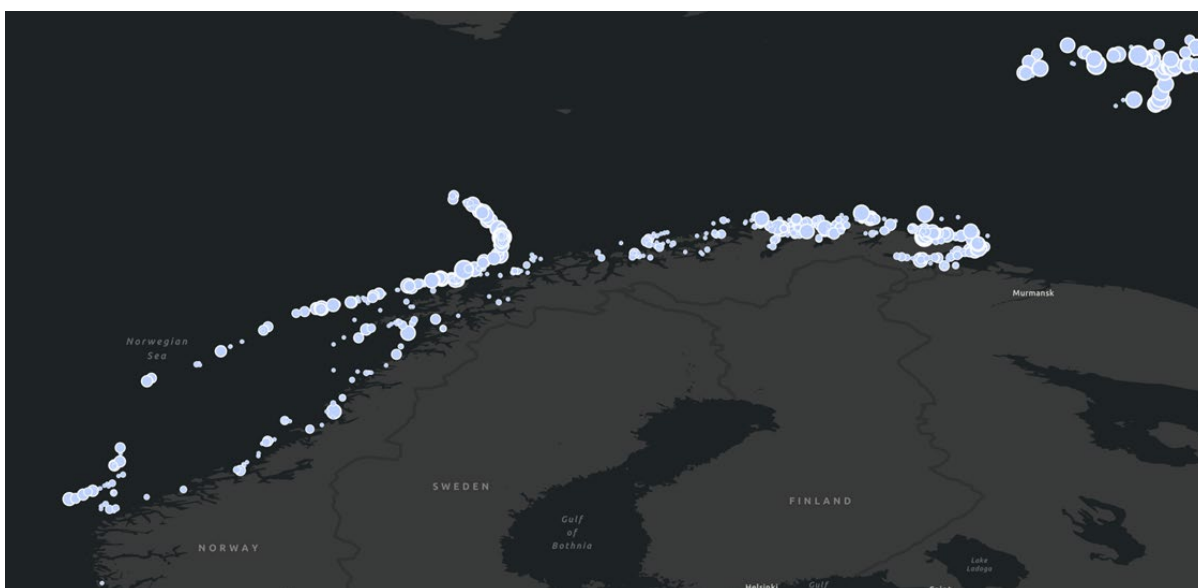 Murmansk
Norwegian
Sea
SWEDEN
FINLAND
Gulf
of
Bothnia
NORWAY
Lake
Ladoga
Helsinki
Gulf